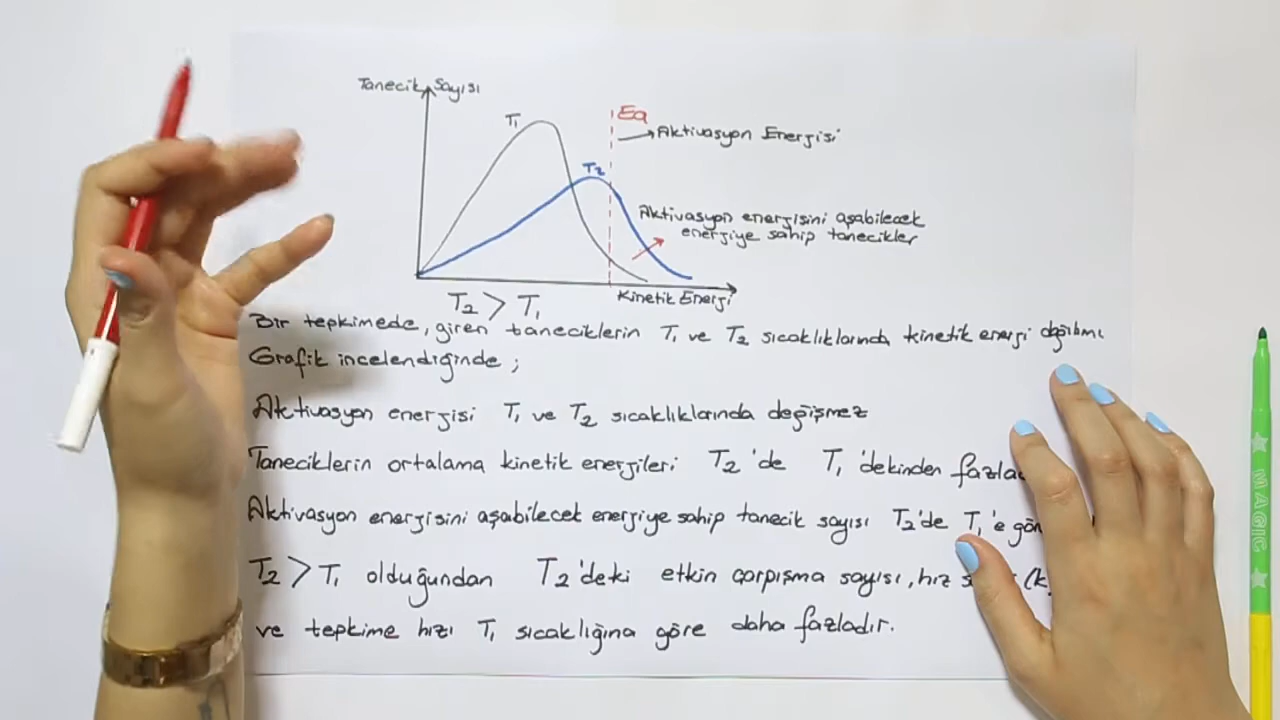 Tanecik Sayısı
T1
T2
Ea
Aktivasyon Enerjisi
Aktivasyon enerjisini aşabilecek
enerjiye sahip tanecikler
Kinetik Enerji
T2 > T1
Bir tepkimede, giren taneciklerin T1 ve T2 sıcaklıklarında kinetik enerji dağılımı
Grafik incelendiğinde ;
Aktivasyon enerjisi T1 ve T2 sıcaklıklarında değişmez
Taneciklerin ortalama kinetik enerjileri T2'de T1'dekinden
Aktivasyon enerjisini aşabilecek enerjiye sahip tanecik sayısı T2'de T1'e
T2 > T1 olduğundan T2'deki etkin çarpışma sayısı, hız (k
ve tepkime hızı T1 sıcaklığına göre daha fazladır.
MAGIC